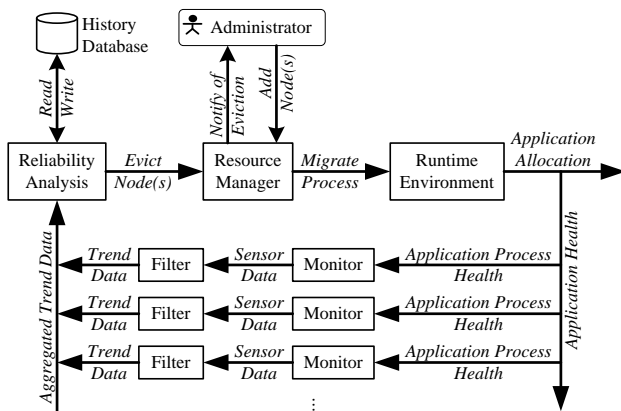 History
Database
Administrator
Read
Write
Notify of
Eviction
Add
Node(s)
Reliability
Analysis
Evict
Node(s)
Resource
Manager
Migrate
Process
Runtime
Environment
Application
Allocation
Aggregated Trend Data
Trend
Data
Filter
Sensor
Data
Monitor
Application Process
Health
Application Health
Trend
Data
Filter
Sensor
Data
Monitor
Application Process
Health
Trend
Data
Filter
Sensor
Data
Monitor
Application Process
Health
...